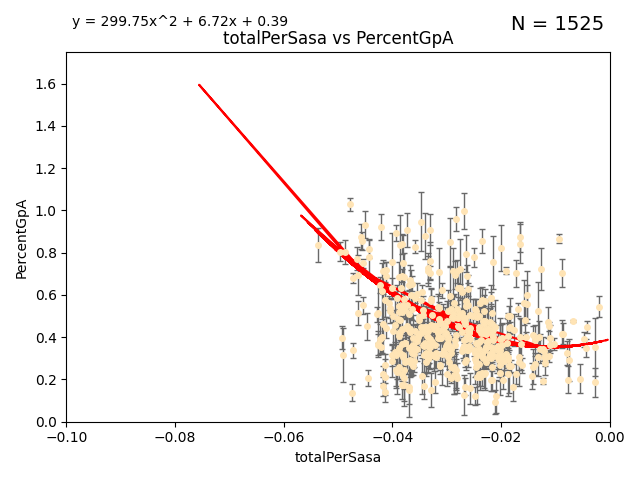 y = 299.75x^2 + 6.72x + 0.39
N = 1525
totalPerSasa vs PercentGpA
PercentGpA
1.6
1.4
1.2
1.0
0.8
0.6
0.4
0.2
0.0
−0.10 −0.08 −0.06 −0.04 −0.02 0.00
totalPerSasa